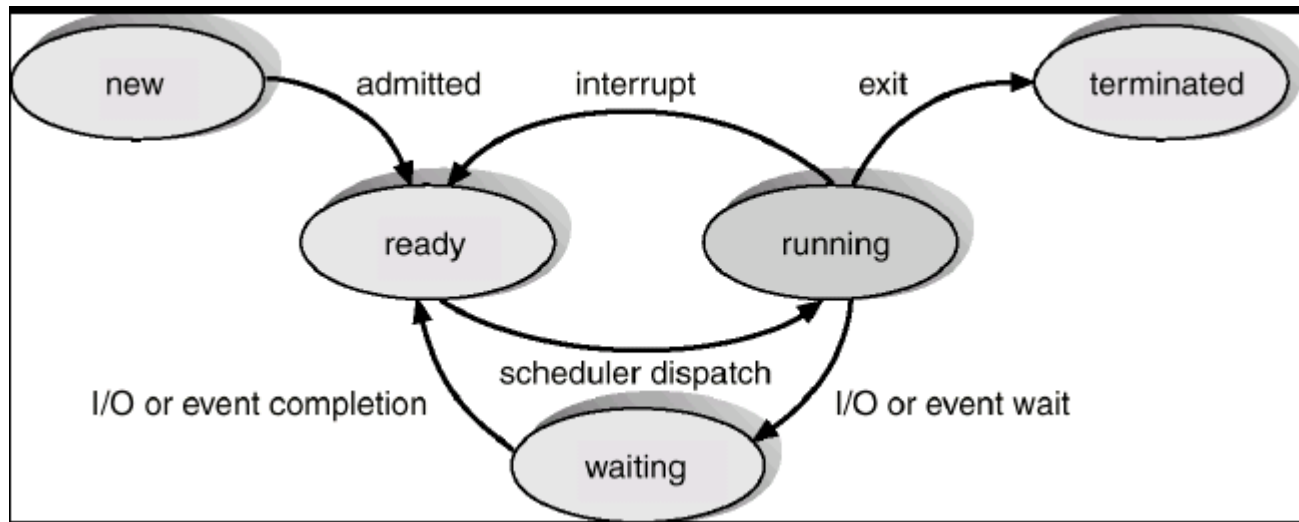 new
admitted
interrupt
exit
terminated
ready
running
scheduler dispatch
I/O or event completion
I/O or event wait
waiting